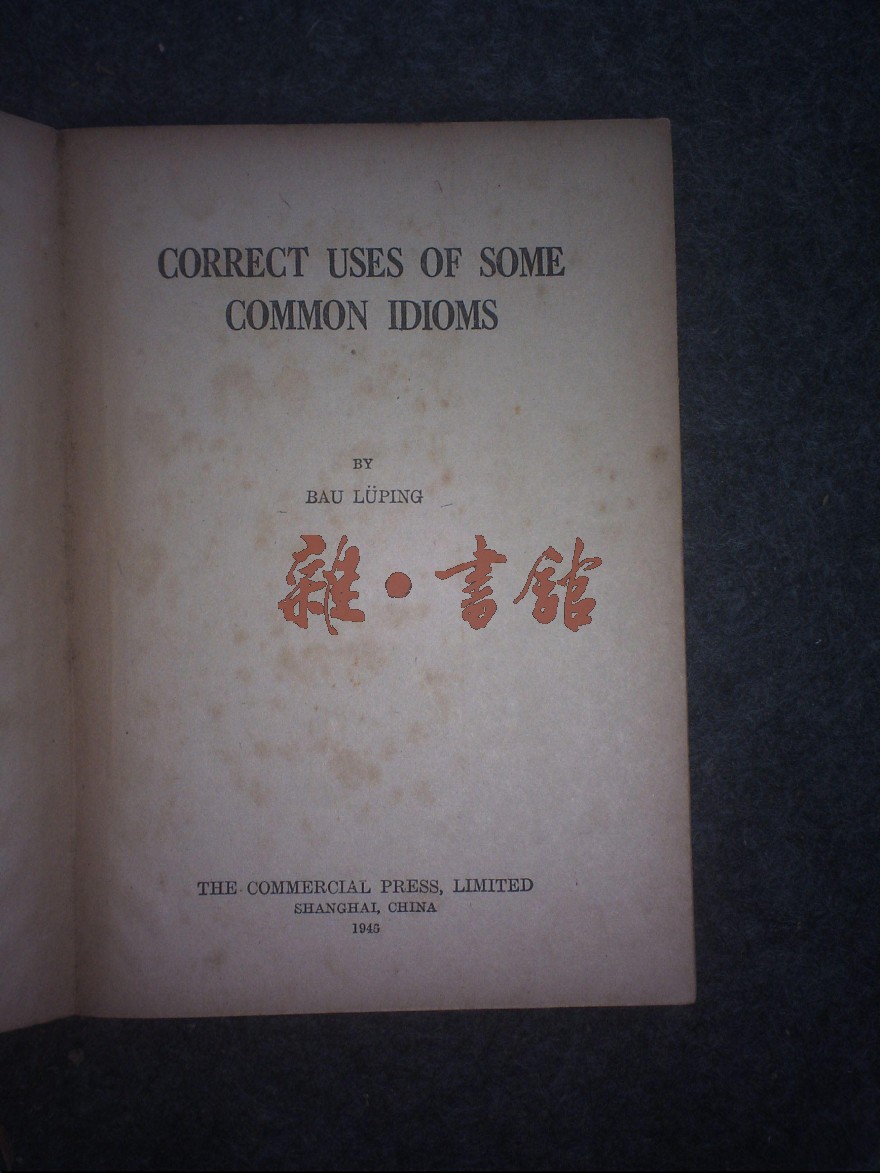 CORRECT USES OF SOME
COMMON IDIOMS
BY
BAU LÜPING
雜•書館
THE COMMERCIAL PRESS, LIMITED
SHANGHAI, CHINA
1945